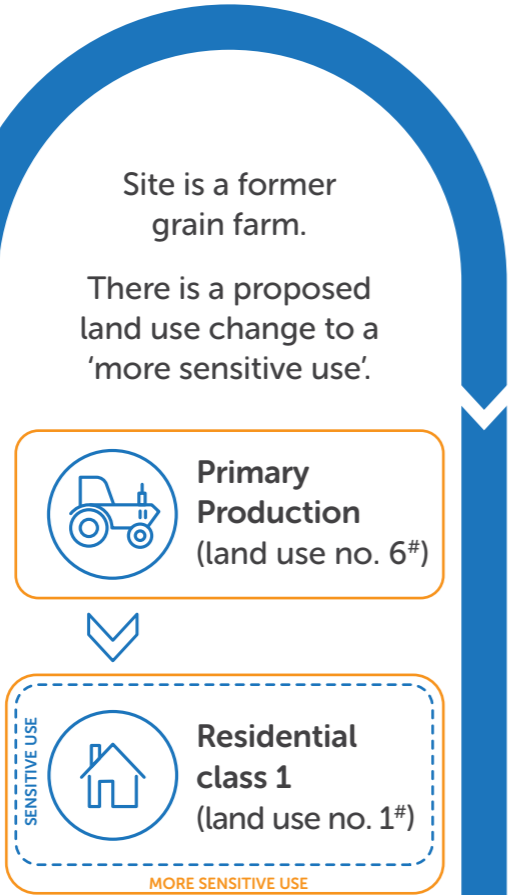 Site is a former
grain farm.
There is a proposed
land use change to a
‘more sensitive use’.
Primary
Production
(land use no. 6#)
SENSITIVE USE
Residential
class 1
(land use no. 1#)
MORE SENSITIVE USE